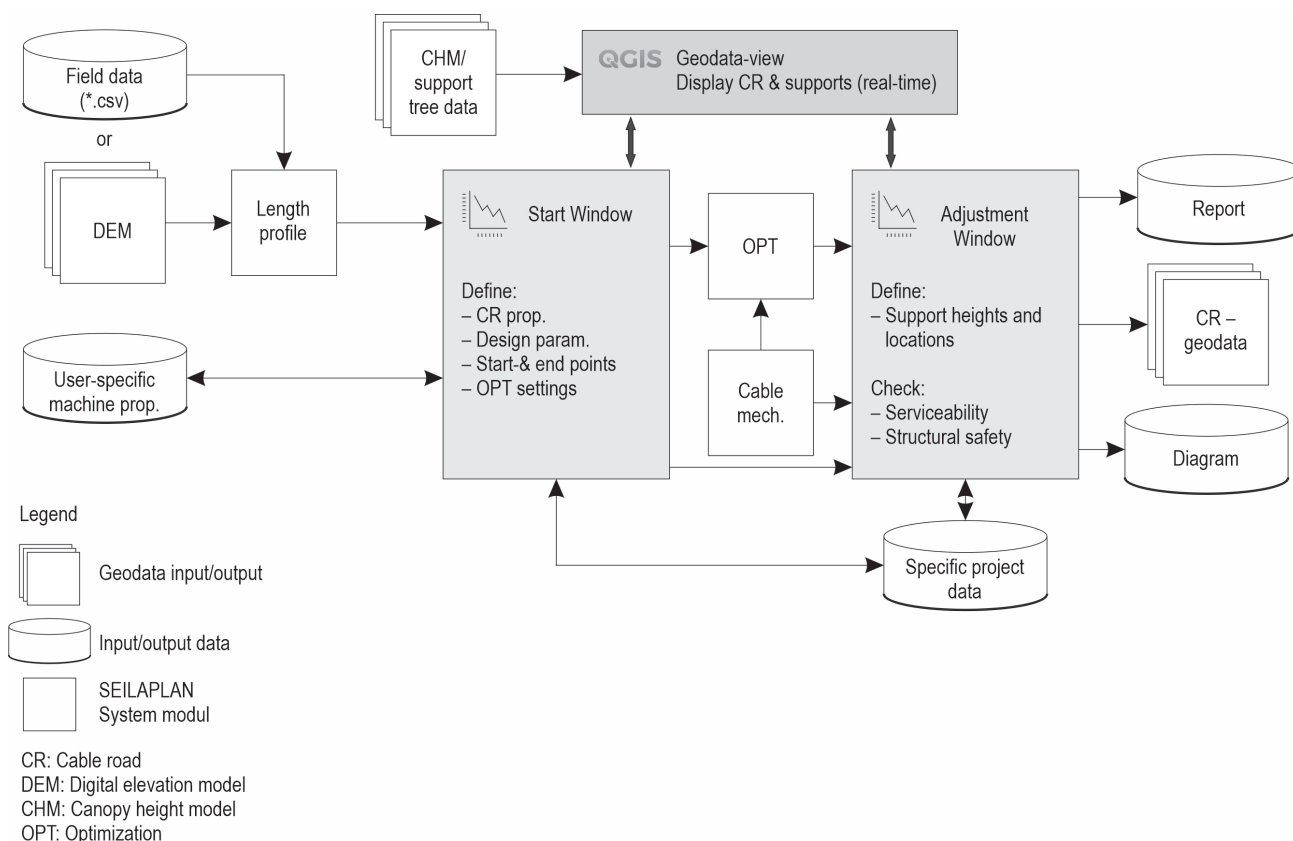 Field data
(*.csv)
or
DEM
Length
profile
User-specific
machine prop.
CHM/
support
tree data
QGIS
Geodata-view
Display CR & supports (real-time)
Start Window
Define:
– CR prop.
– Design param.
– Start-& end points
– OPT settings
OPT
Cable
mech.
Adjustment
Window
Define:
– Support heights and
locations
Check:
– Serviceability
– Structural safety
Report
CR –
geodata
Diagram
Specific project
data
Legend
Geodata input/output
Input/output data
SEILAPLAN
System modul
CR: Cable road
DEM: Digital elevation model
CHM: Canopy height model
OPT: Optimization